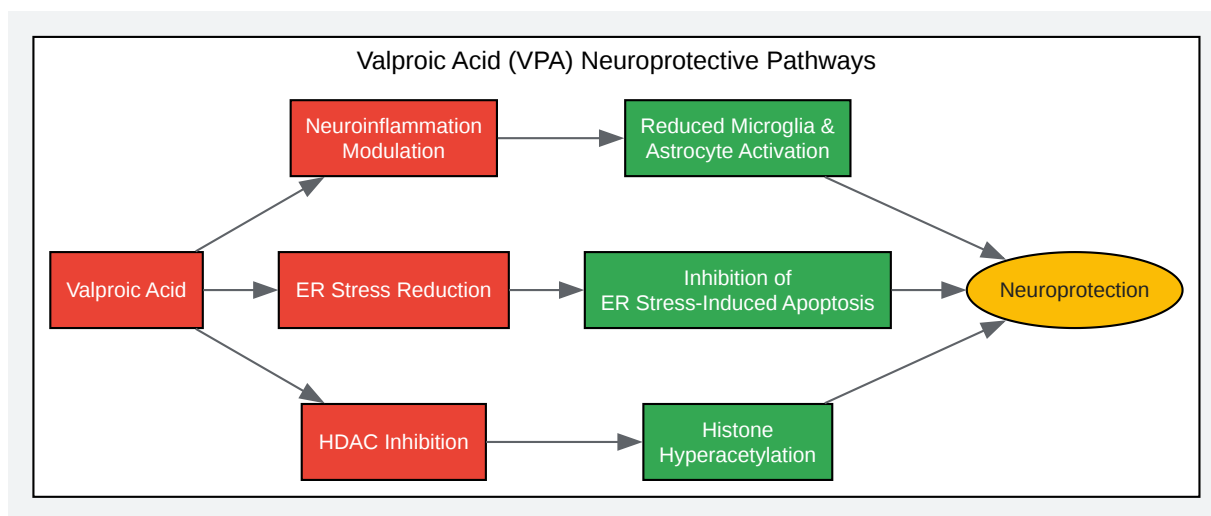 Valproic Acid (VPA) Neuroprotective Pathways
Neuroinflammation
Modulation
Reduced Microglia &
Astrocyte Activation
Valproic Acid
ER Stress Reduction
Inhibition of
ER Stress-Induced Apoptosis
Neuroprotection
HDAC Inhibition
Histone
Hyperacetylation